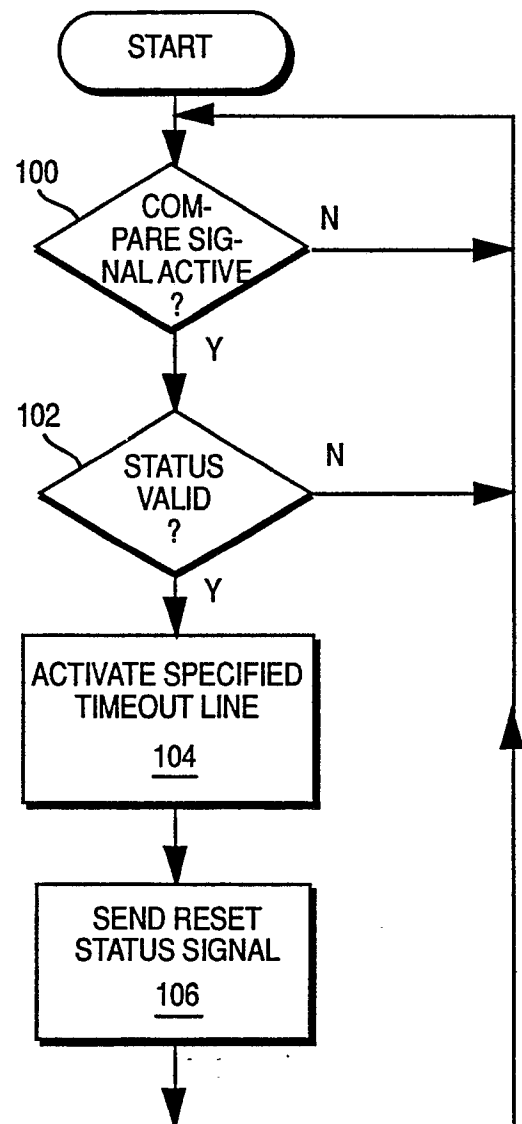 START
100
COM-
PARE SIG-
NAL ACTIVE
?
N
Y
102
STATUS
VALID
?
N
Y
ACTIVATE SPECIFIED
TIMEOUT LINE
104
SEND RESET
STATUS SIGNAL
106